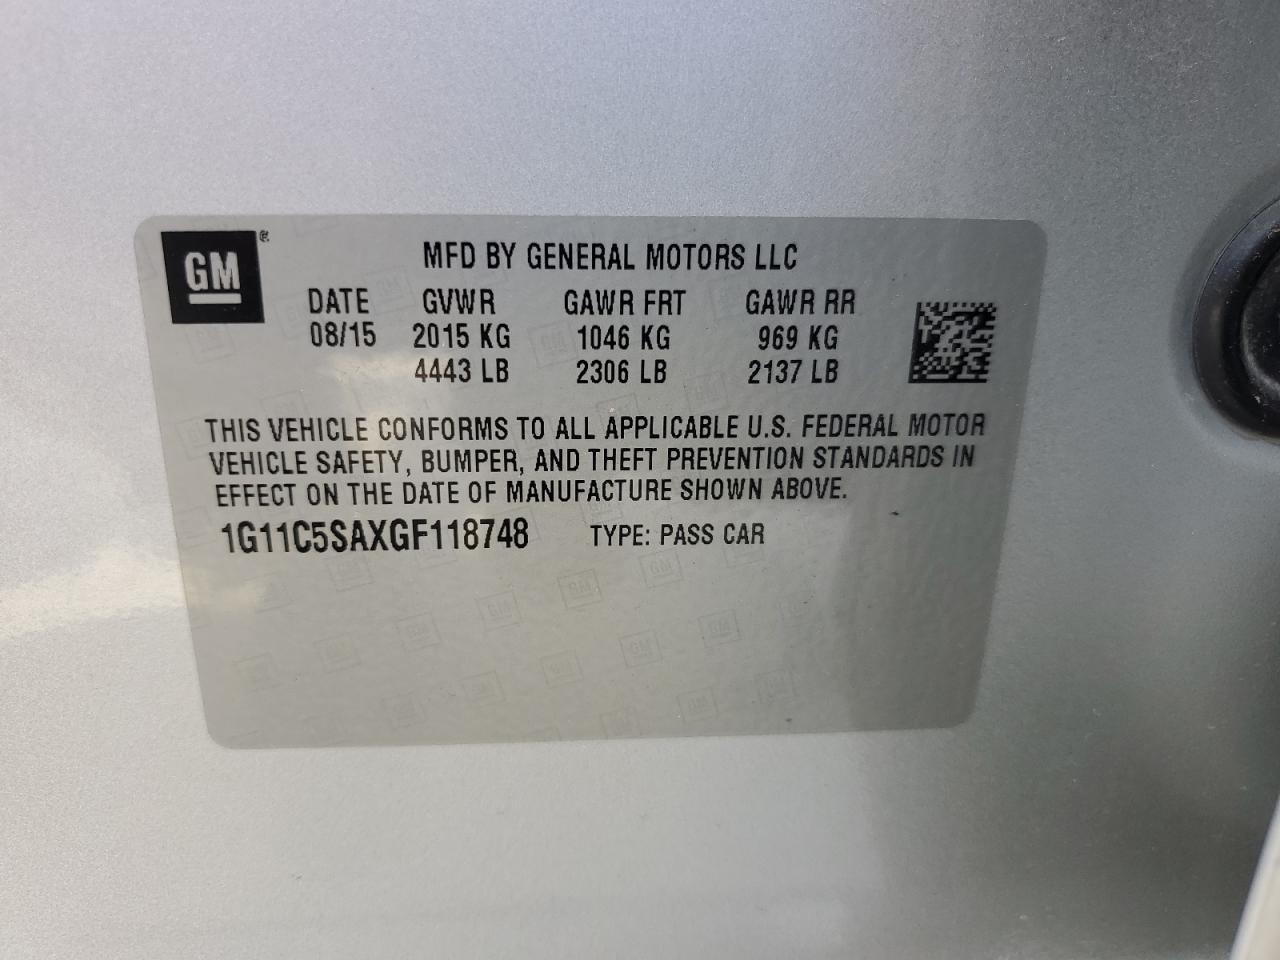 GM ®
MFD BY GENERAL MOTORS LLC
DATE GVWR GAWR FRT GAWR RR
08/15 2015 KG 1046 KG 969 KG
4443 LB 2306 LB 2137 LB
THIS VEHICLE CONFORMS TO ALL APPLICABLE U.S. FEDERAL MOTOR
VEHICLE SAFETY, BUMPER, AND THEFT PREVENTION STANDARDS IN
EFFECT ON THE DATE OF MANUFACTURE SHOWN ABOVE.
1G11C5SAXGF118748 TYPE: PASS CAR